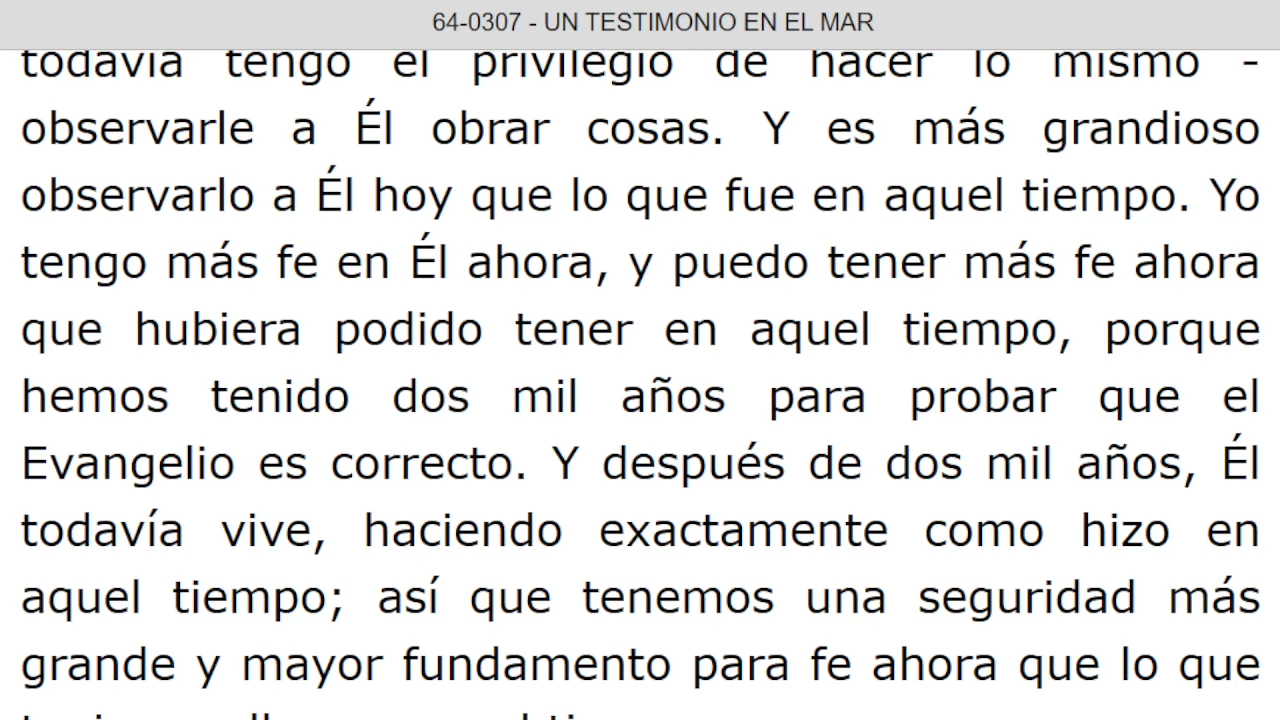 64-0307 - UN TESTIMONIO EN EL MAR
todavía tengo el privilegio de hacer lo mismo -
observarle a Él obrar cosas. Y es más grandioso
observarlo a Él hoy que lo que fue en aquel tiempo. Yo
tengo más fe en Él ahora, y puedo tener más fe ahora
que hubiera podido tener en aquel tiempo, porque
hemos tenido dos mil años para probar que el
Evangelio es correcto. Y después de dos mil años, Él
todavía vive, haciendo exactamente como hizo en
aquel tiempo; así que tenemos una seguridad más
grande y mayor fundamento para fe ahora que lo que